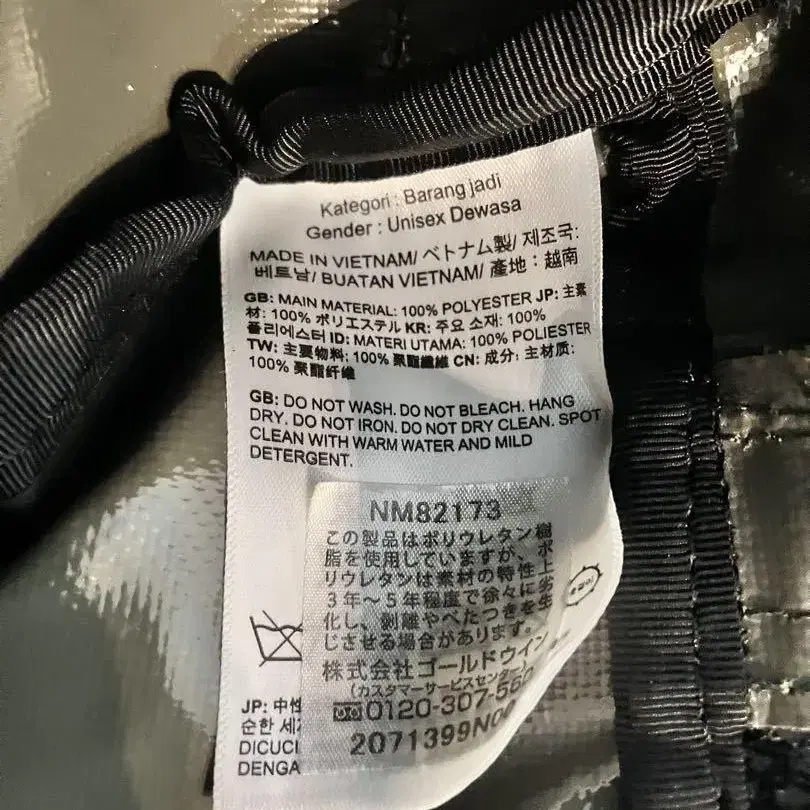 Kategori : Barang jadi
Gender : Unisex Dewasa
MADE IN VIETNAM/ ベトナム製/ 제조국:
베트남/ BUATAN VIETNAM/ 產地：越南
GB: MAIN MATERIAL: 100% POLYESTER JP: 主素
材: 100% ポリエステル KR: 주요 소재: 100%
폴리에스터 ID: MATERI UTAMA: 100% POLIESTER
TW: 主要物料: 100% 聚酯纖維 CN: 成分: 主材质:
100% 聚酯纤维
GB: DO NOT WASH. DO NOT BLEACH. HANG
DRY. DO NOT IRON. DO NOT DRY CLEAN. SPOT
CLEAN WITH WARM WATER AND MILD
DETERGENT.
NM82173
この製品はポリウレタン樹
脂を使用していますが、ポ
リウレタンは素材の特性上
3年～5年程度で徐々に劣
化し、剥離やべたつきを生
じさせる場合があります。
株式会社ゴールドウイン
(カスタマーサービスセンター)
0120-307-560
2071399N00
JP: 中性
순한 세제
DICUCI
DENGA